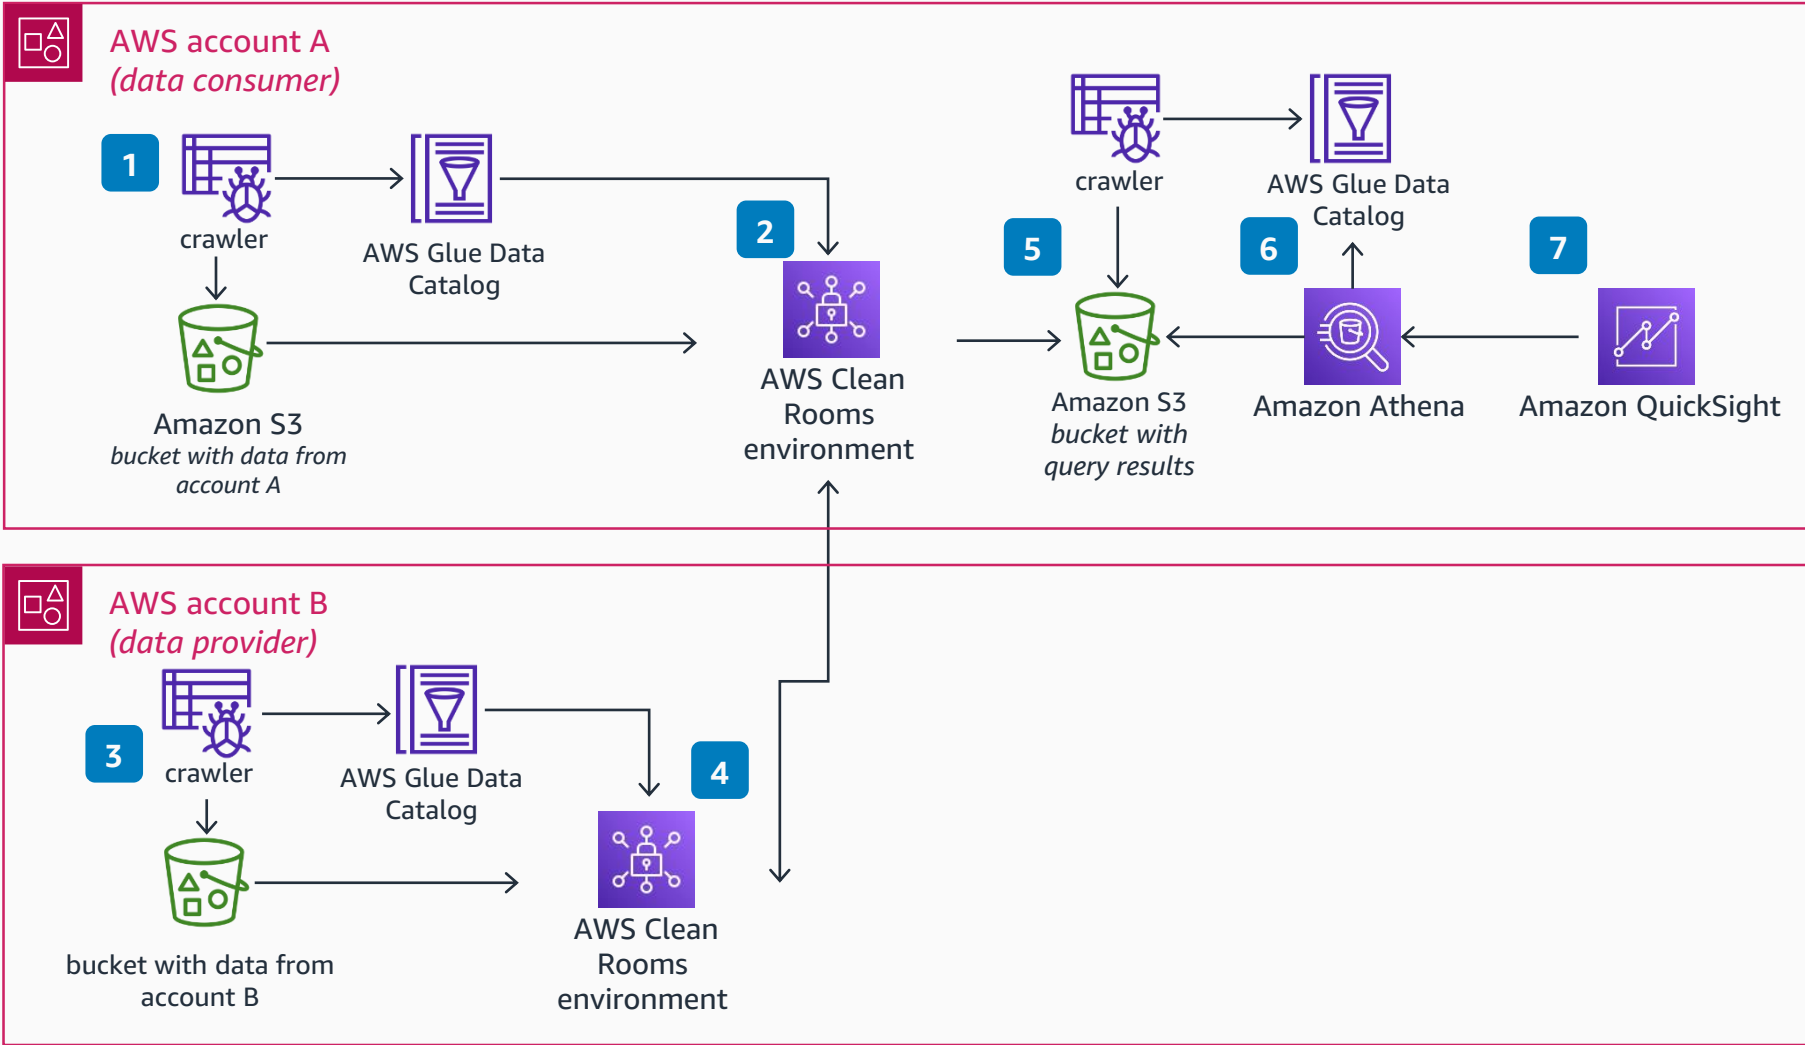 AWS account A
(data consumer)
1
crawler
AWS Glue Data
Catalog
Amazon S3
bucket with data from
account A
2
AWS Clean
Rooms
environment
5
crawler
AWS Glue Data
Catalog
Amazon S3
bucket with
query results
6
Amazon Athena
7
Amazon QuickSight
AWS account B
(data provider)
3
crawler
AWS Glue Data
Catalog
bucket with data from
account B
4
AWS Clean
Rooms
environment